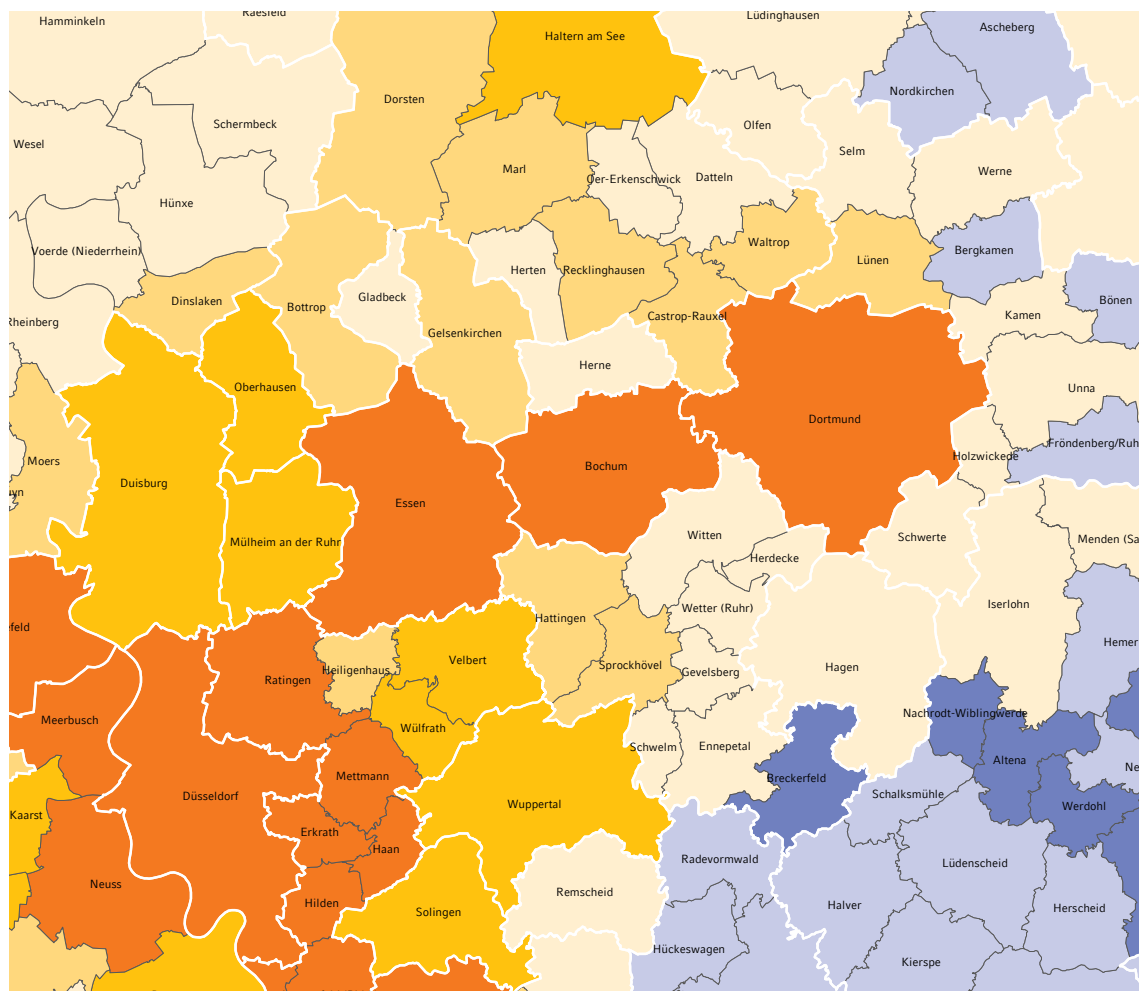 Hamminkeln
Raesfeld
Haltern am See
Lüdinghausen
Ascheberg
Dorsten
Nordkirchen
Schermbeck
Olfen
Selm
Wesel
Marl
Oer-Erkenschwick
Datteln
Werne
Hünxe
Voerde (Niederrhein)
Waltrop
Bergkamen
Lünen
Herten
Recklinghausen
Dinslaken
Bottrop
Gladbeck
Bönen
Rheinberg
Gelsenkirchen
Castrop-Rauxel
Kamen
Herne
Oberhausen
Unna
Dortmund
Fröndenberg/Ruh
Moers
Holzwickede
Bochum
Duisburg
uyn
Essen
Witten
Schwerte
Menden (Sa
Mülheim an der Ruhr
Herdecke
Iserlohn
Wetter (Ruhr)
Hattingen
efeld
Hemer
Velbert
Sprockhövel
Hagen
Heiligenhaus
Gevelsberg
Ratingen
Nachrodt-Wiblingwerde
Meerbusch
Wülfrath
Schwelm
Ennepetal
Altena
Ne
Mettmann
Breckerfeld
Düsseldorf
Schalksmühle
Wuppertal
Werdohl
Kaarst
Erkrath
Haan
Radevormwald
Lüdenscheid
Neuss
Remscheid
Hilden
Halver
Herscheid
Solingen
Hückeswagen
Kierspe